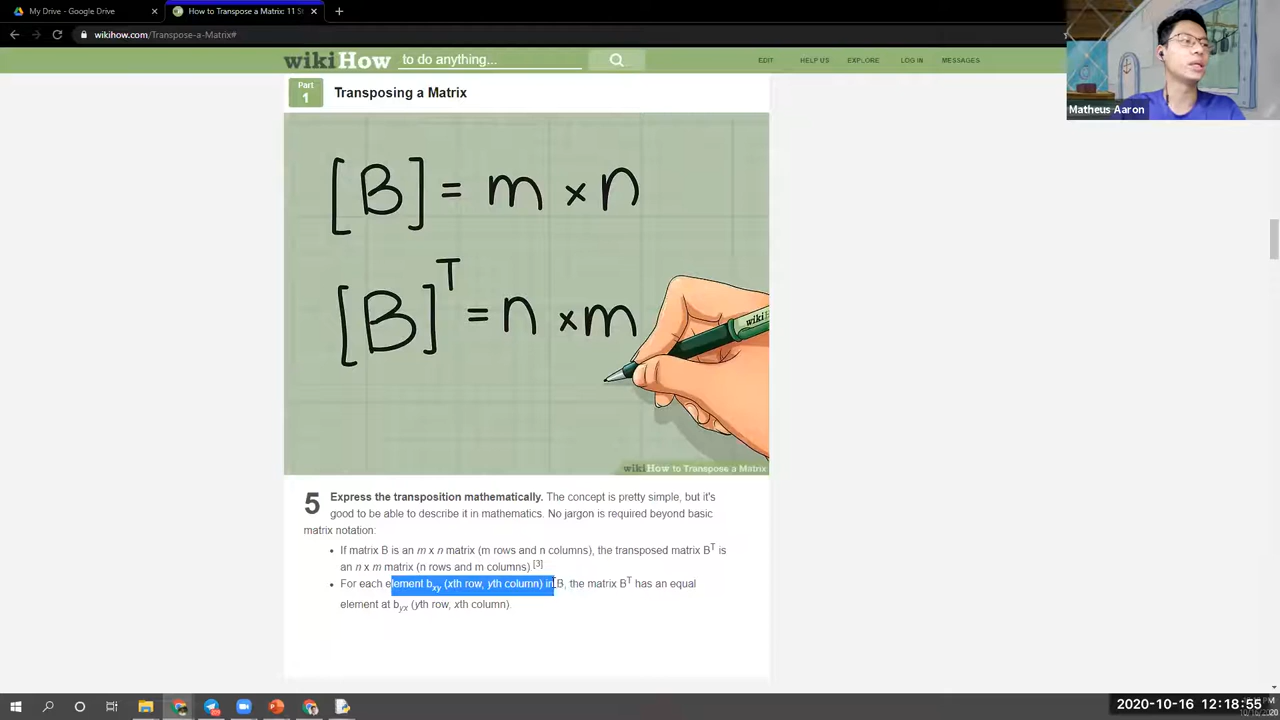 My Drive - Google Drive
How to Transpose a Matrix: 11 St
wikihow.com/Transpose-a-Matrix#
wikiHow to do anything...
EDIT HELP US EXPLORE LOG IN MESSAGES
Part
1
Transposing a Matrix
[B] = m × n
[B]ᵀ = n × m
wiki
wikiHow to Transpose a Matrix
5 Express the transposition mathematically. The concept is pretty simple, but it's
good to be able to describe it in mathematics. No jargon is required beyond basic
matrix notation:
• If matrix B is an m x n matrix (m rows and n columns), the transposed matrix Bᵀ is
an n x m matrix (n rows and m columns).[3]
• For each element bxy (xth row, yth column) in B, the matrix Bᵀ has an equal
element at byx (yth row, xth column).
Matheus Aaron
2020-10-16 12:18:55